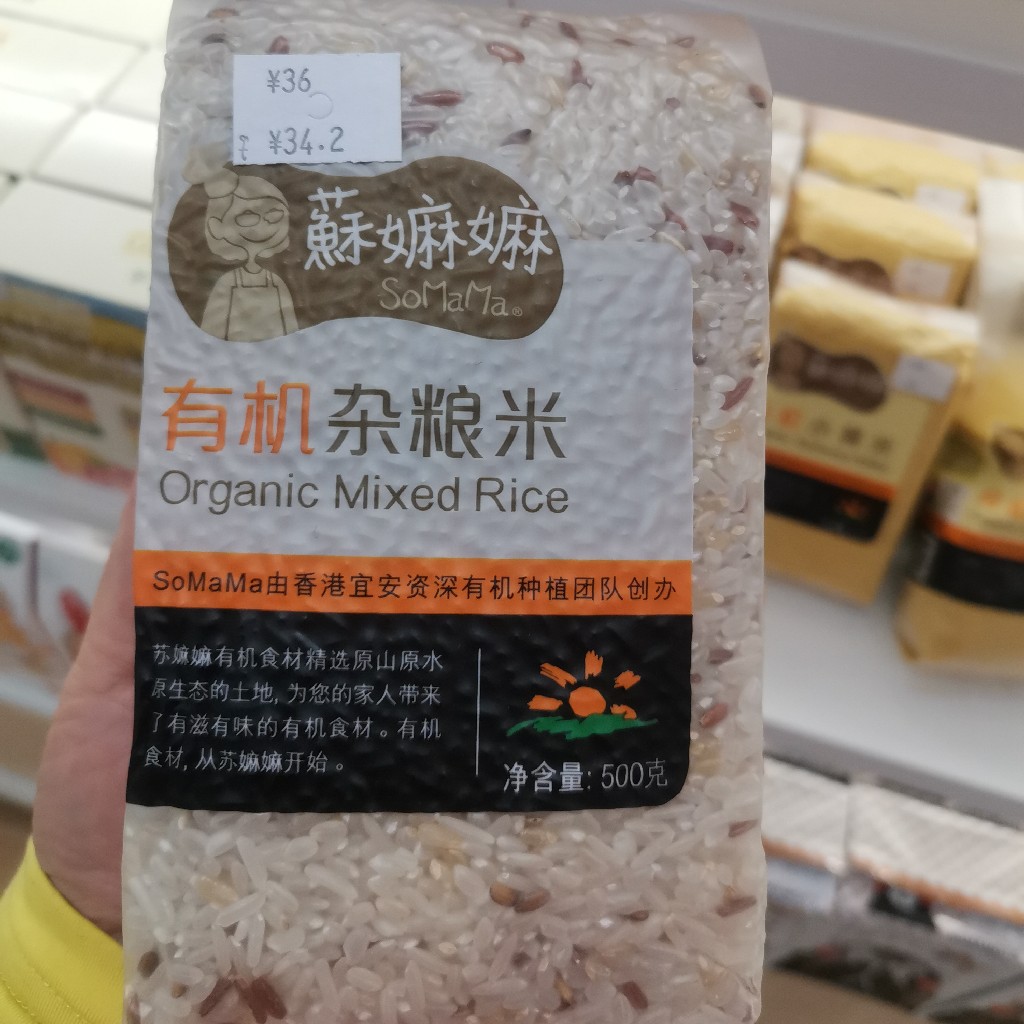 ¥36
¥34.2
蘇嫲嫲
SoMaMa®
有机杂粮米
Organic Mixed Rice
SoMaMa由香港宜安资深有机种植团队创办
苏嫲嫲有机食材精选原山原水
原生态的土地, 为您的家人带来
了有滋有味的有机食材。有机
食材, 从苏嫲嫲开始。
净含量: 500克